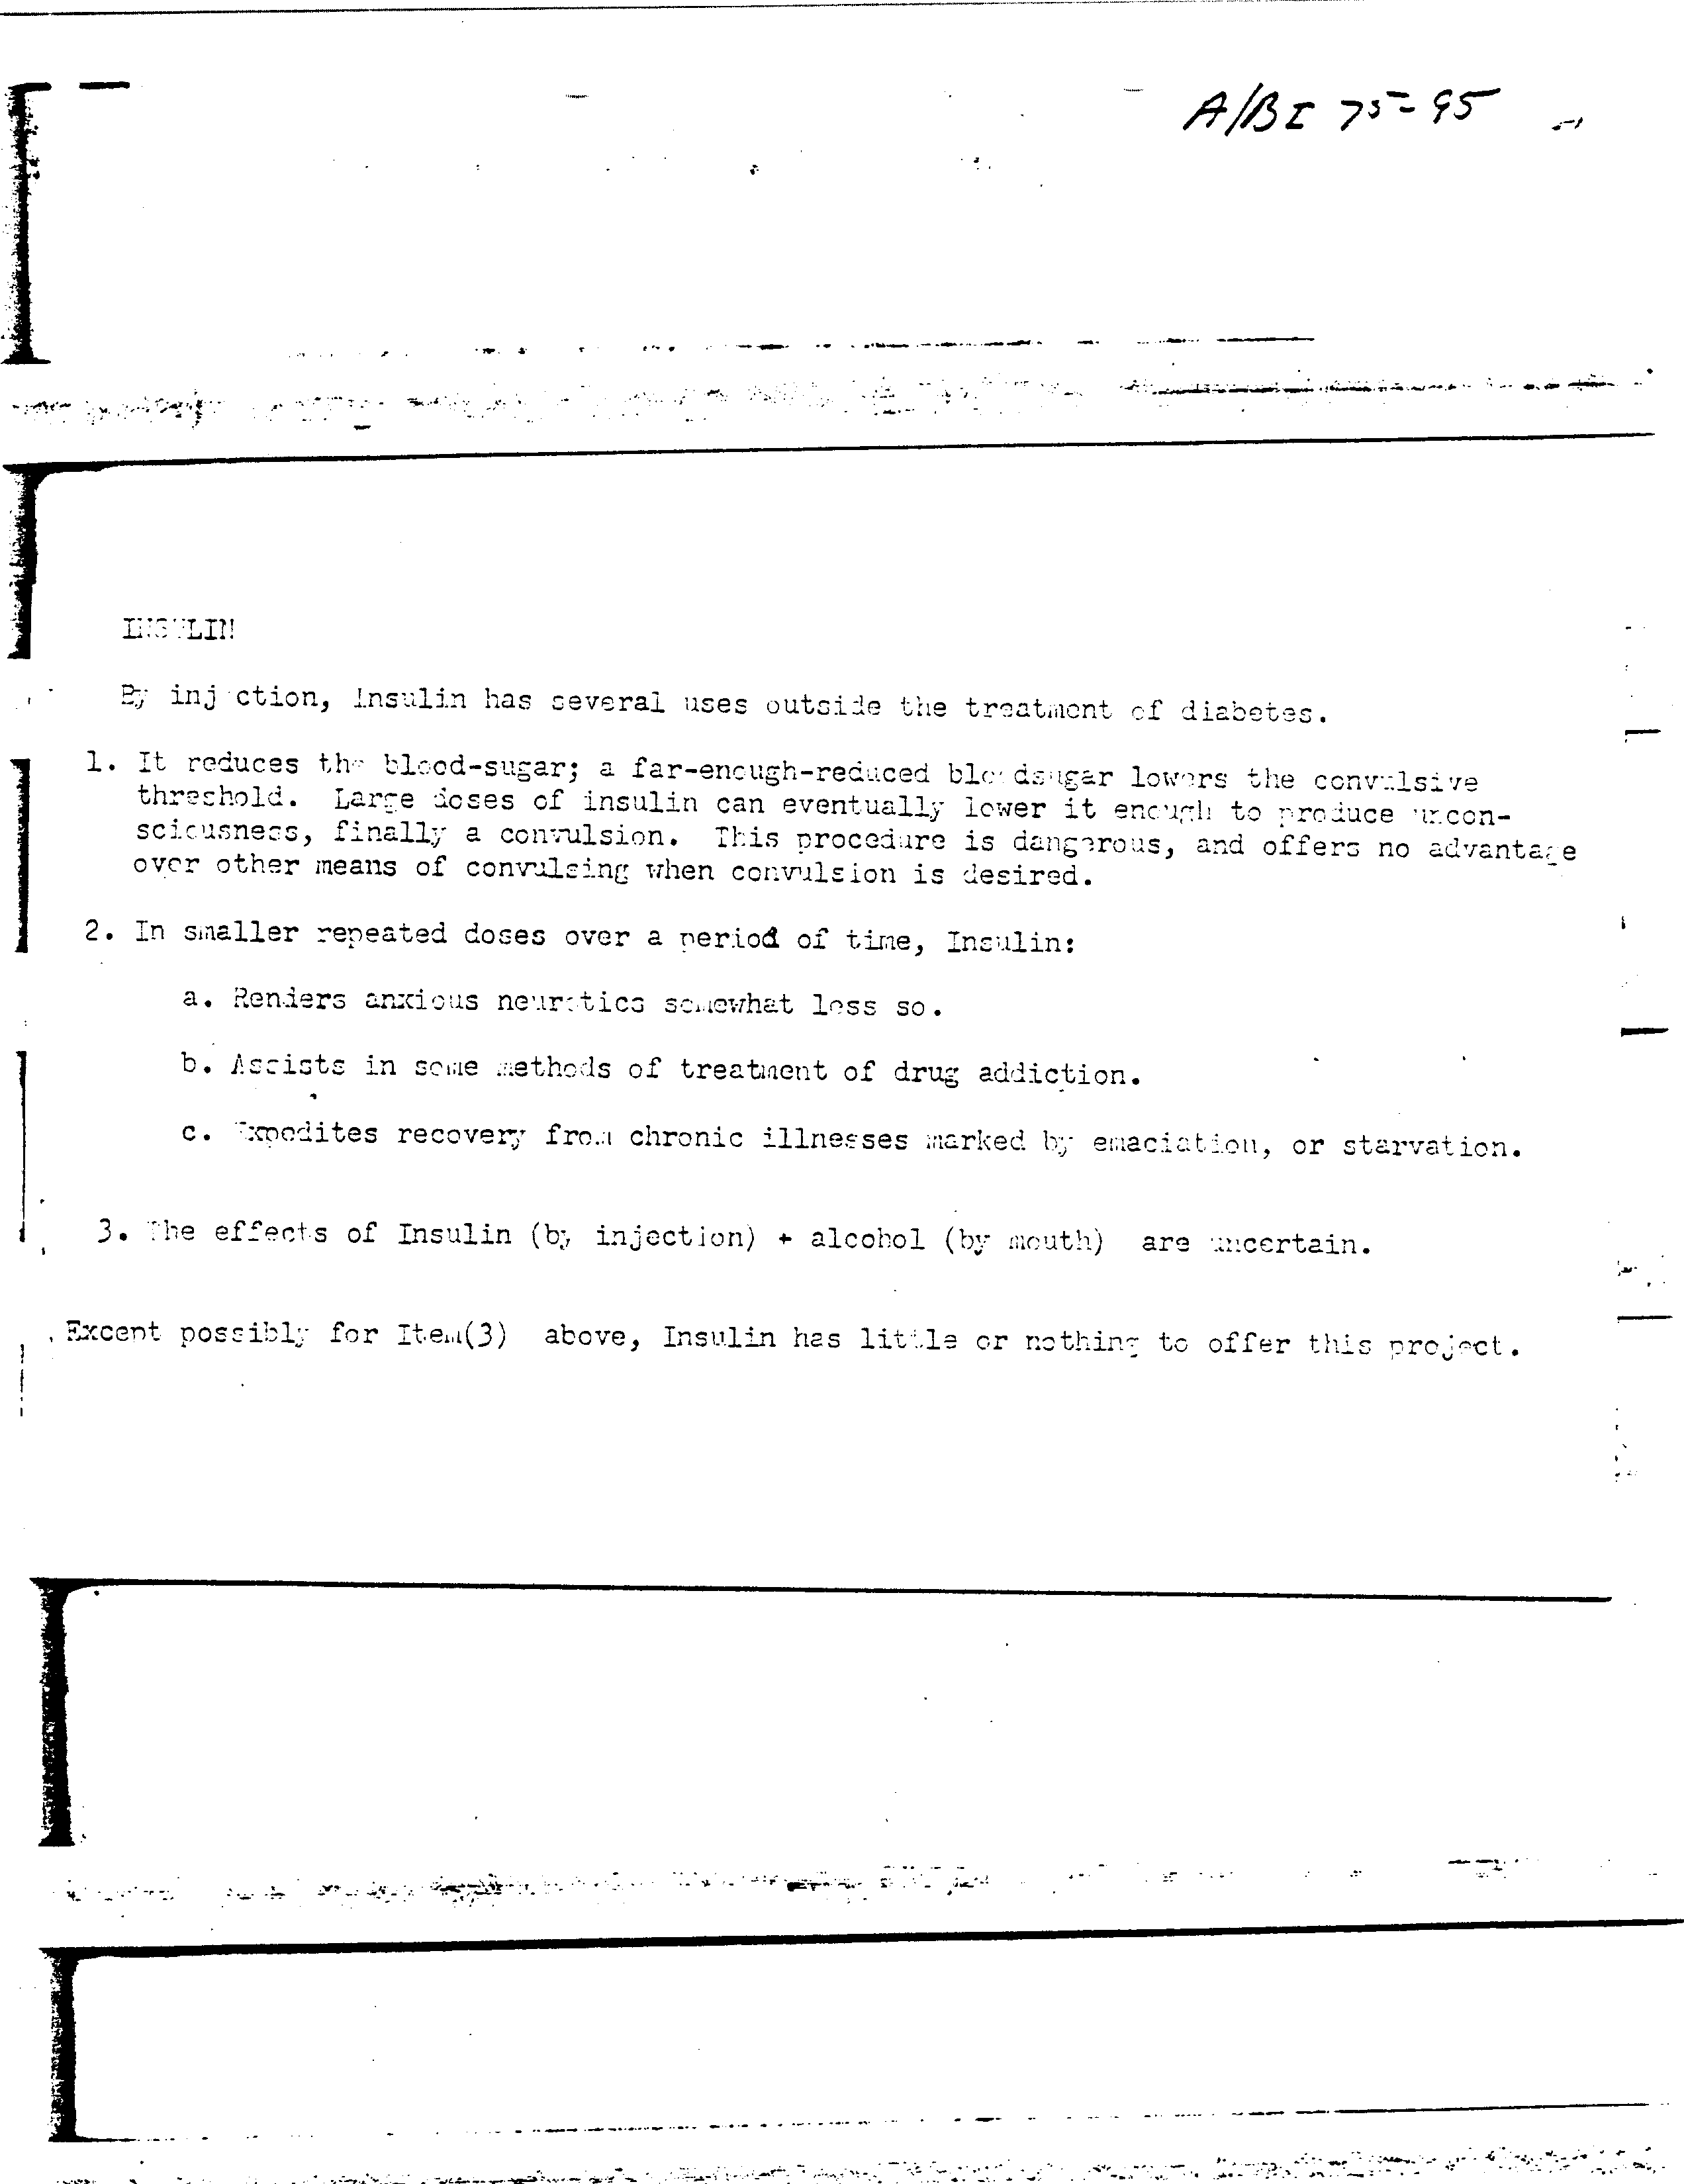 A/BI 75-95
INSULIN
By injection, Insulin has several uses outside the treatment of diabetes.
1. It reduces the blood-sugar; a far-enough-reduced bloodsugar lowers the convulsive
threshold. Large doses of insulin can eventually lower it enough to produce uncon-
sciousness, finally a convulsion. This procedure is dangerous, and offers no advantage
over other means of convulsing when convulsion is desired.
2. In smaller repeated doses over a period of time, Insulin:
a. Renders anxious neurotics somewhat less so.
b. Assists in some methods of treatment of drug addiction.
c. Expedites recovery from chronic illnesses marked by emaciation, or starvation.
3. The effects of Insulin (by injection) + alcohol (by mouth) are uncertain.
Except possibly for Item(3) above, Insulin has little or nothing to offer this project.